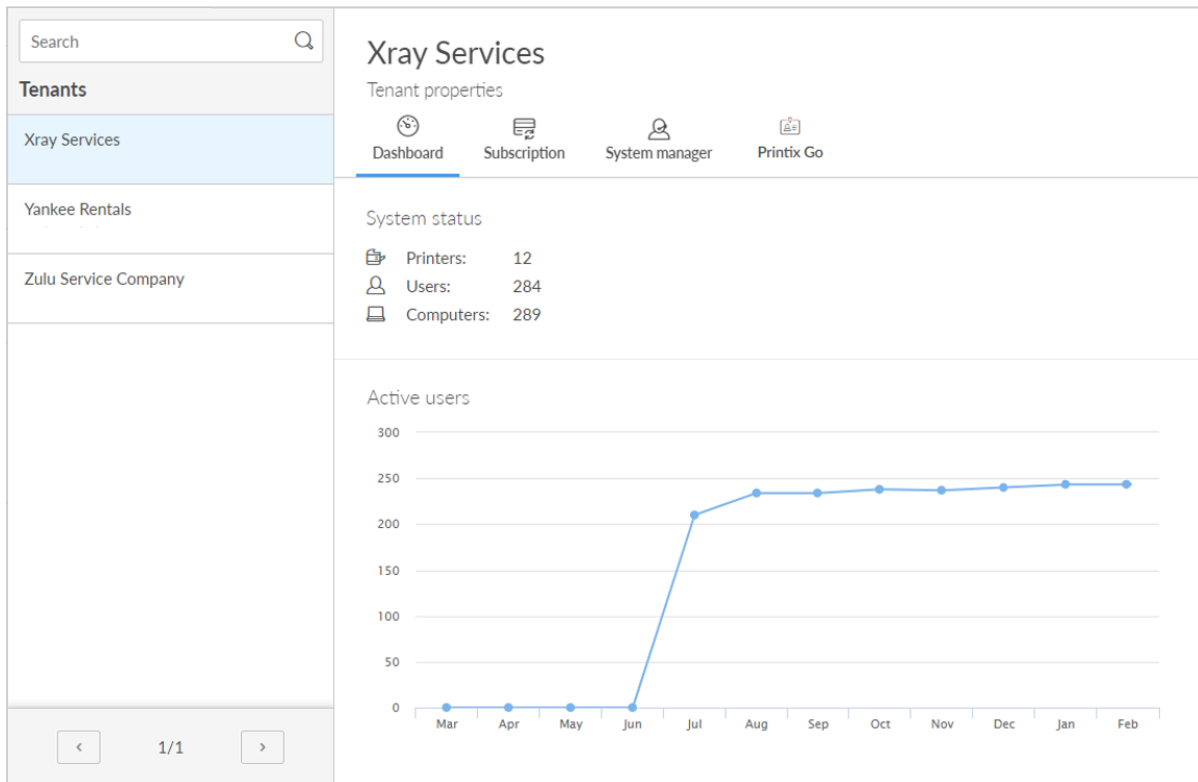 Search
Tenants
Xray Services
Yankee Rentals
Zulu Service Company
1/1
Xray Services
Tenant properties
Dashboard Subscription System manager Printix Go
System status
Printers: 12
Users: 284
Computers: 289
Active users
300
250
200
150
100
50
0
Mar Apr May Jun Jul Aug Sep Oct Nov Dec Jan Feb